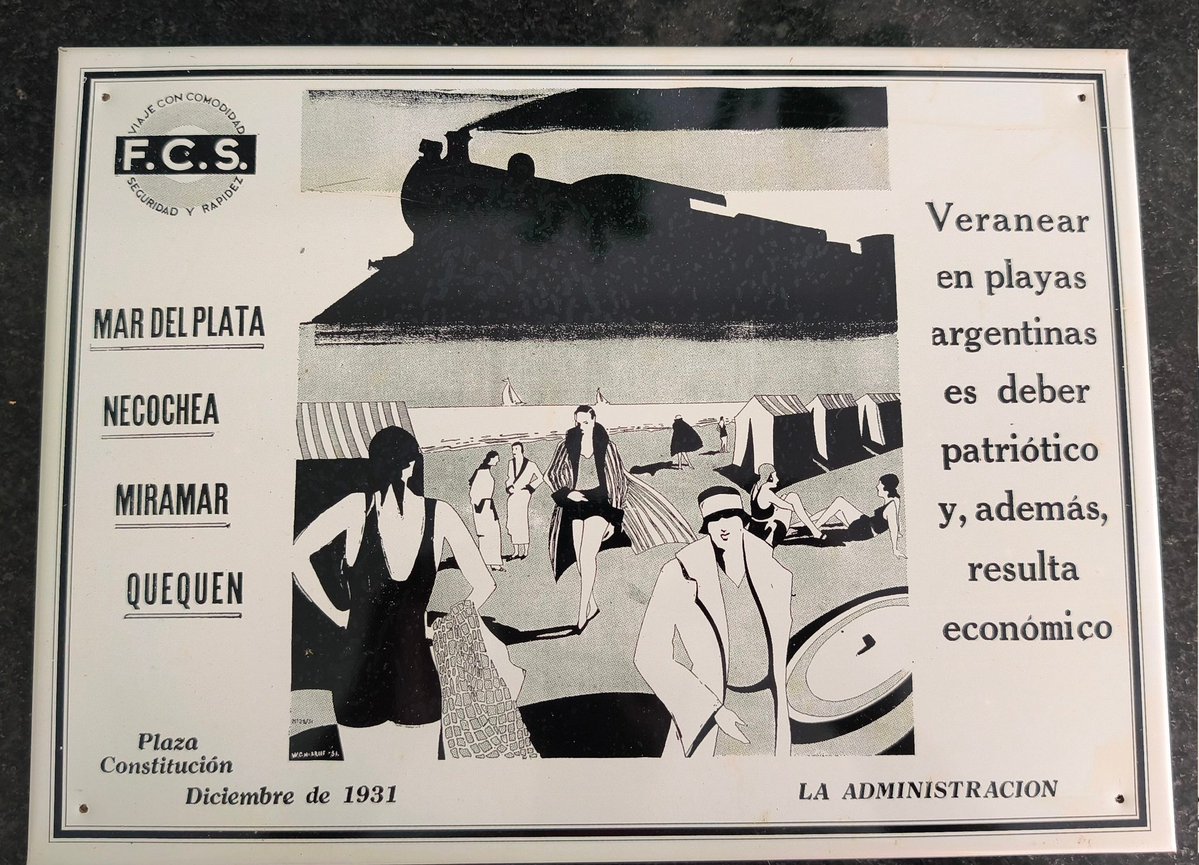 VIAJE CON COMODIDAD
F.C.S.
SEGURIDAD Y RAPIDEZ
MAR DEL PLATA
NECOCHEA
MIRAMAR
QUEQUEN
Veranear
en playas
argentinas
es deber
patriótico
y, además,
resulta
económico
Plaza
Constitución
Diciembre de 1931
LA ADMINISTRACION